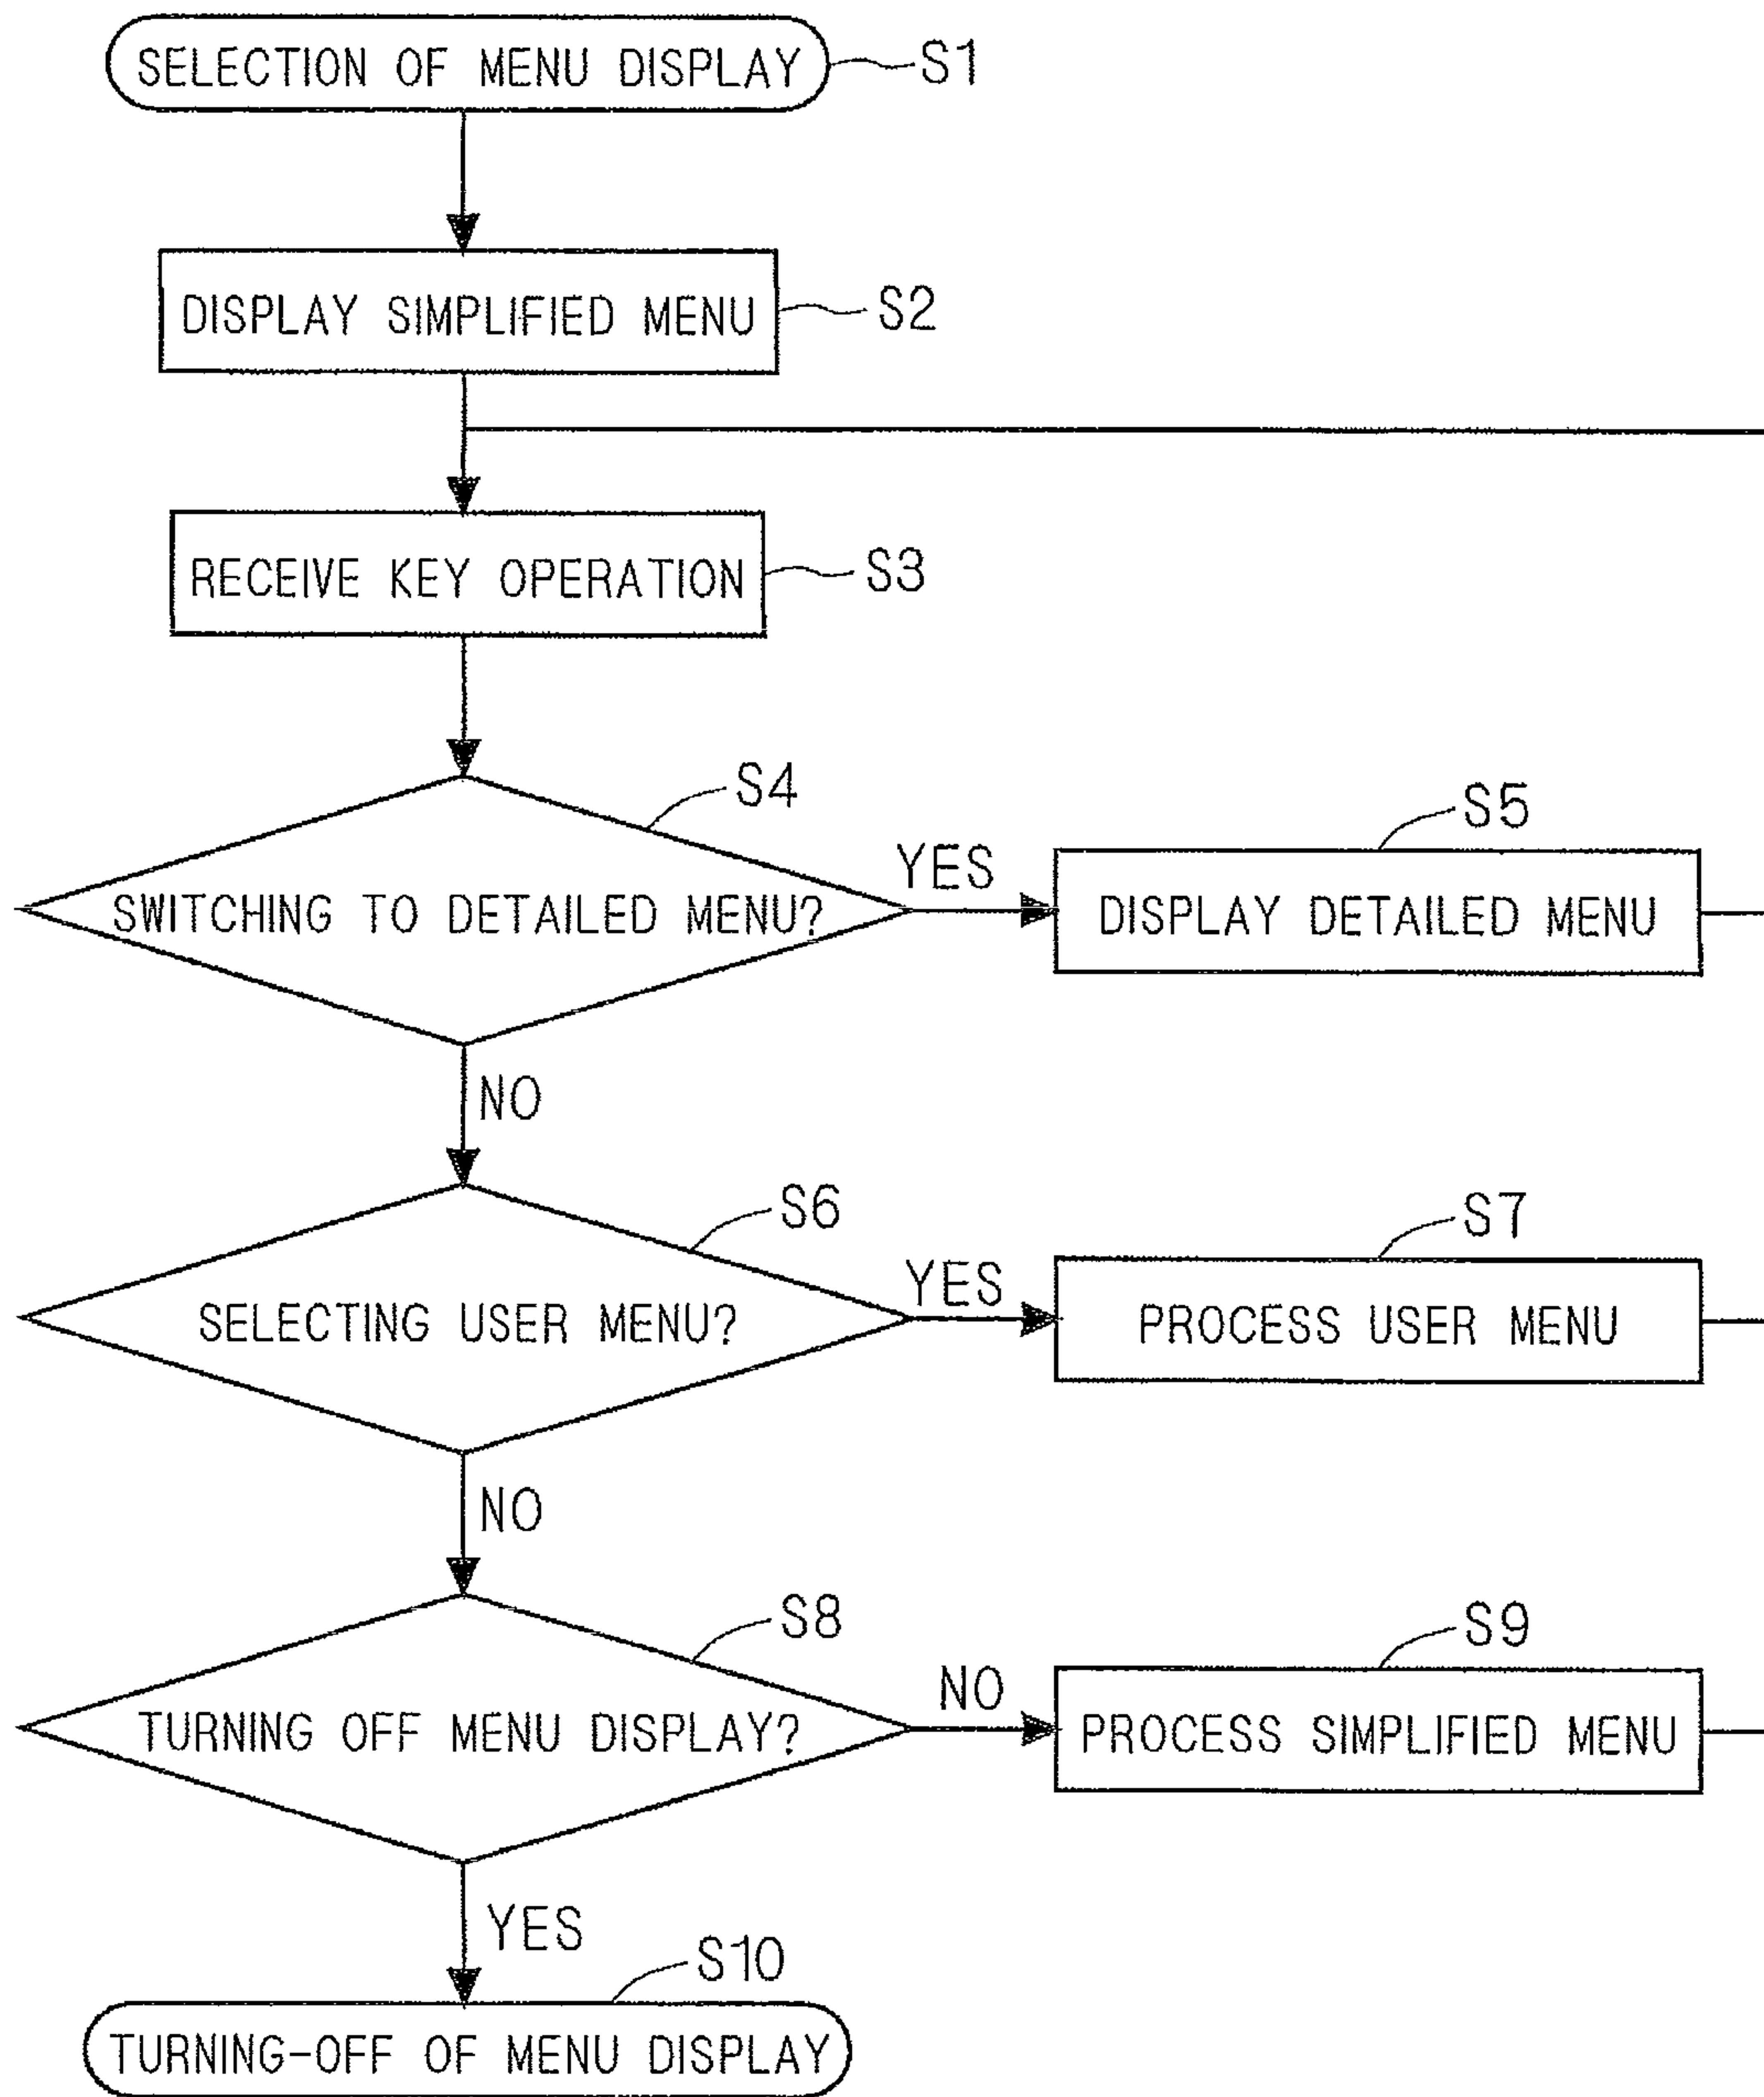 SELECTION OF MENU DISPLAY S1
DISPLAY SIMPLIFIED MENU S2
RECEIVE KEY OPERATION S3
S4
SWITCHING TO DETAILED MENU?
YES
S5
DISPLAY DETAILED MENU
NO
S6
SELECTING USER MENU?
YES
S7
PROCESS USER MENU
NO
S8
TURNING OFF MENU DISPLAY?
NO
S9
PROCESS SIMPLIFIED MENU
YES
S10
TURNING-OFF OF MENU DISPLAY